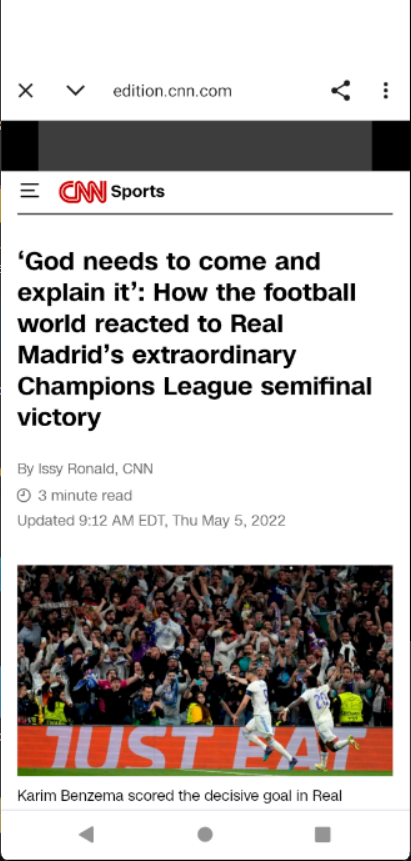 edition.cnn.com
CNN Sports
‘God needs to come and
explain it’: How the football
world reacted to Real
Madrid’s extraordinary
Champions League semifinal
victory
By Issy Ronald, CNN
3 minute read
Updated 9:12 AM EDT, Thu May 5, 2022
JUST EAT
Karim Benzema scored the decisive goal in Real